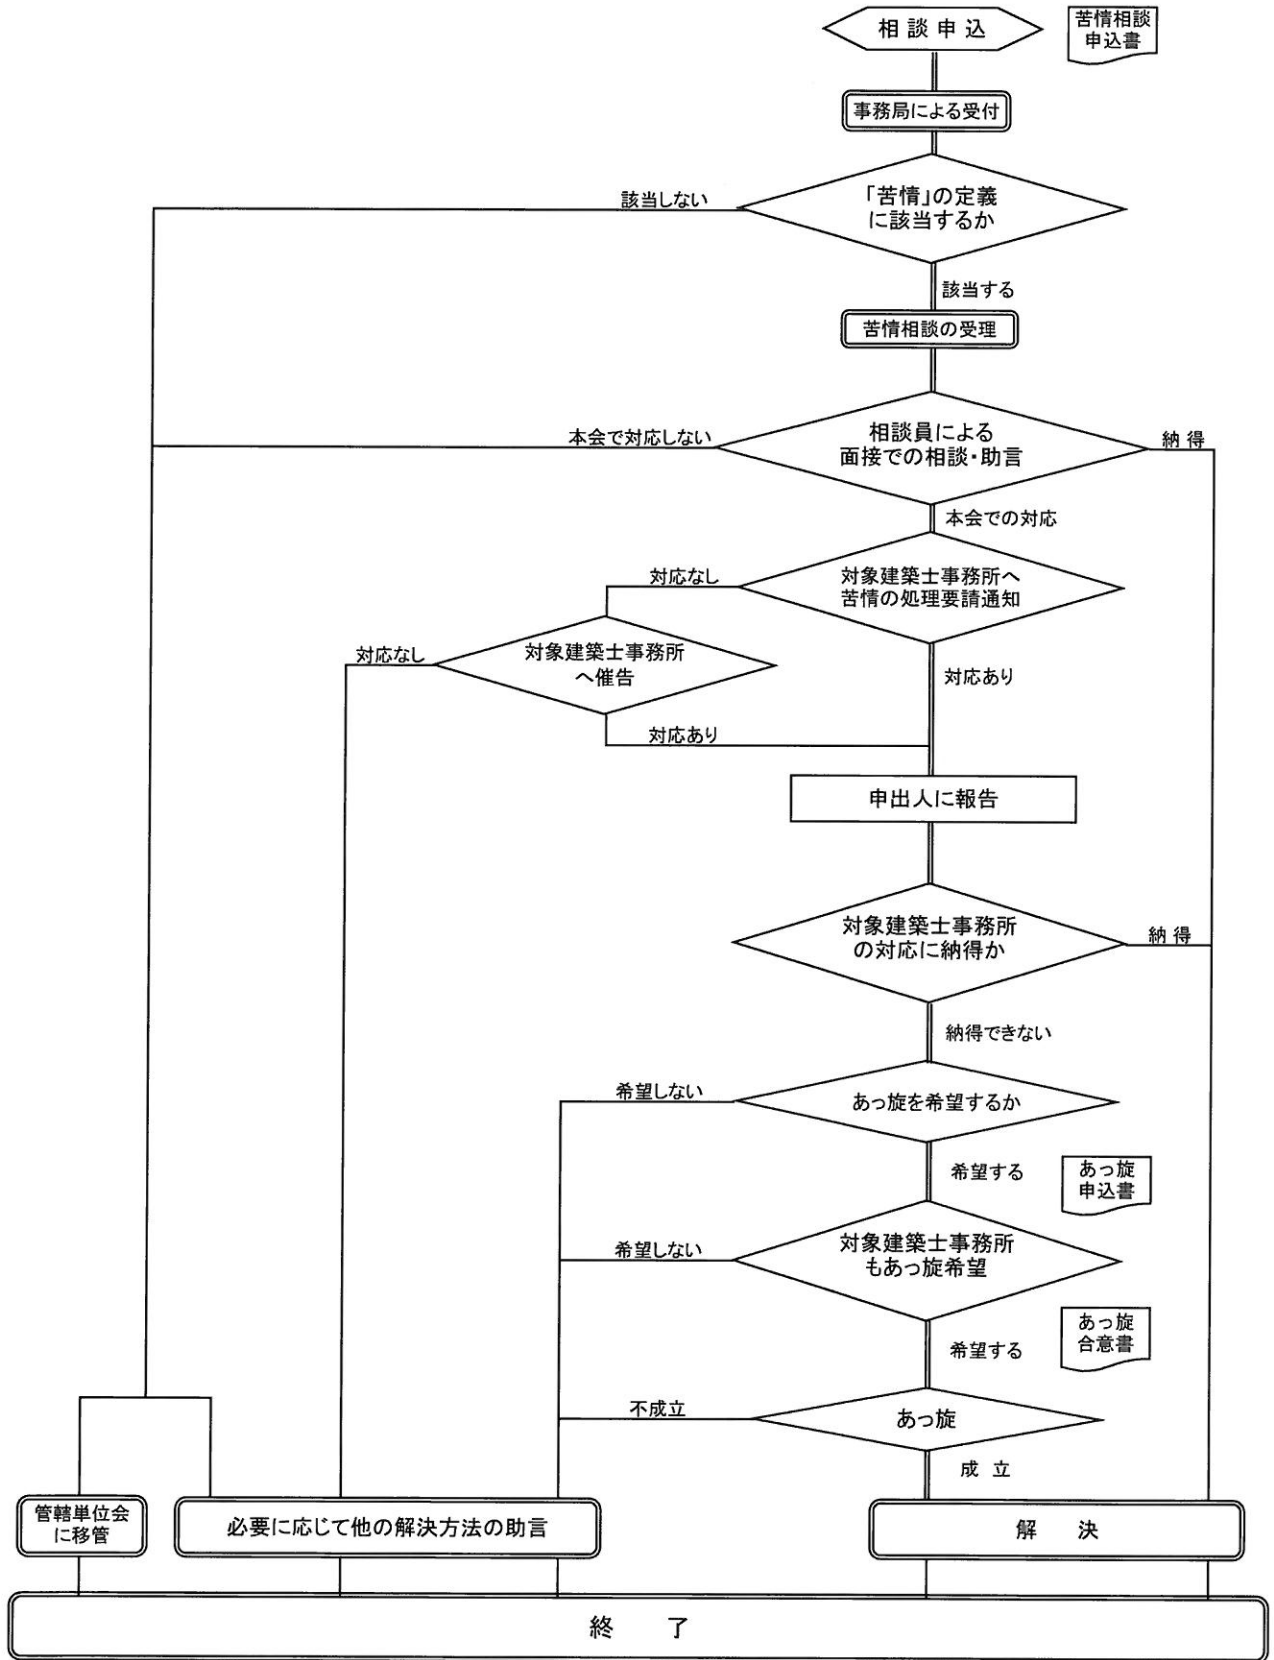 相 談 申 込
苦情相談
申込書
事務局による受付
「苦情」の定義
に該当するか
該当しない
該当する
苦情相談の受理
相談員による
面接での相談・助言
本会で対応しない
納 得
本会での対応
対象建築士事務所へ
苦情の処理要請通知
対応なし
対象建築士事務所
へ催告
対応なし
対応あり
対応あり
申出人に報告
対象建築士事務所
の対応に納得か
納 得
納得できない
あっ旋を希望するか
希望しない
希望する
あっ旋
申込書
対象建築士事務所
もあっ旋希望
希望しない
希望する
あっ旋
合意書
あっ旋
不成立
成 立
管轄単位会
に移管
必要に応じて他の解決方法の助言
解 決
終 了